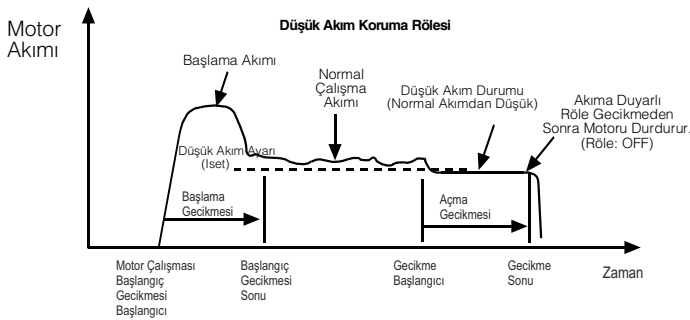 Düşük Akım Koruma Rölesi
Motor
Akımı
Başlama Akımı
Normal
Çalışma
Akımı
Düşük Akım Durumu
(Normal Akımdan Düşük)
Akıma Duyarlı
Röle Gecikmeden
Sonra Motoru Durdurur.
(Röle: OFF)
Düşük Akım Ayarı
(Iset)
Başlama
Gecikmesi
Açma
Gecikmesi
Motor Çalışması
Başlangıç
Gecikmesi
Başlangıcı
Başlangıç
Gecikmesi
Sonu
Gecikme
Başlangıcı
Gecikme
Sonu
Zaman